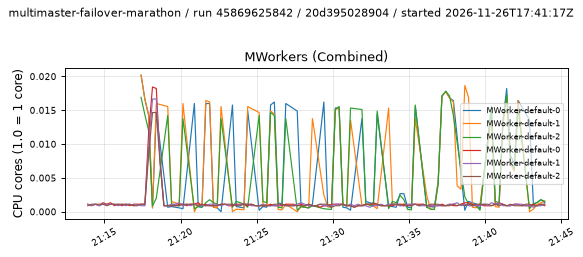 multimaster-failover-marathon / run 45869625842 / 20d395028904 / started 2026-11-26T17:41:17Z
MWorkers (Combined)
CPU cores (1.0 = 1 core)
0.020
0.015
0.010
0.005
0.000
MWorker-default-0
MWorker-default-1
MWorker-default-2
MWorker-default-0
MWorker-default-1
MWorker-default-2
21:15
21:20
21:25
21:30
21:35
21:40
21:45